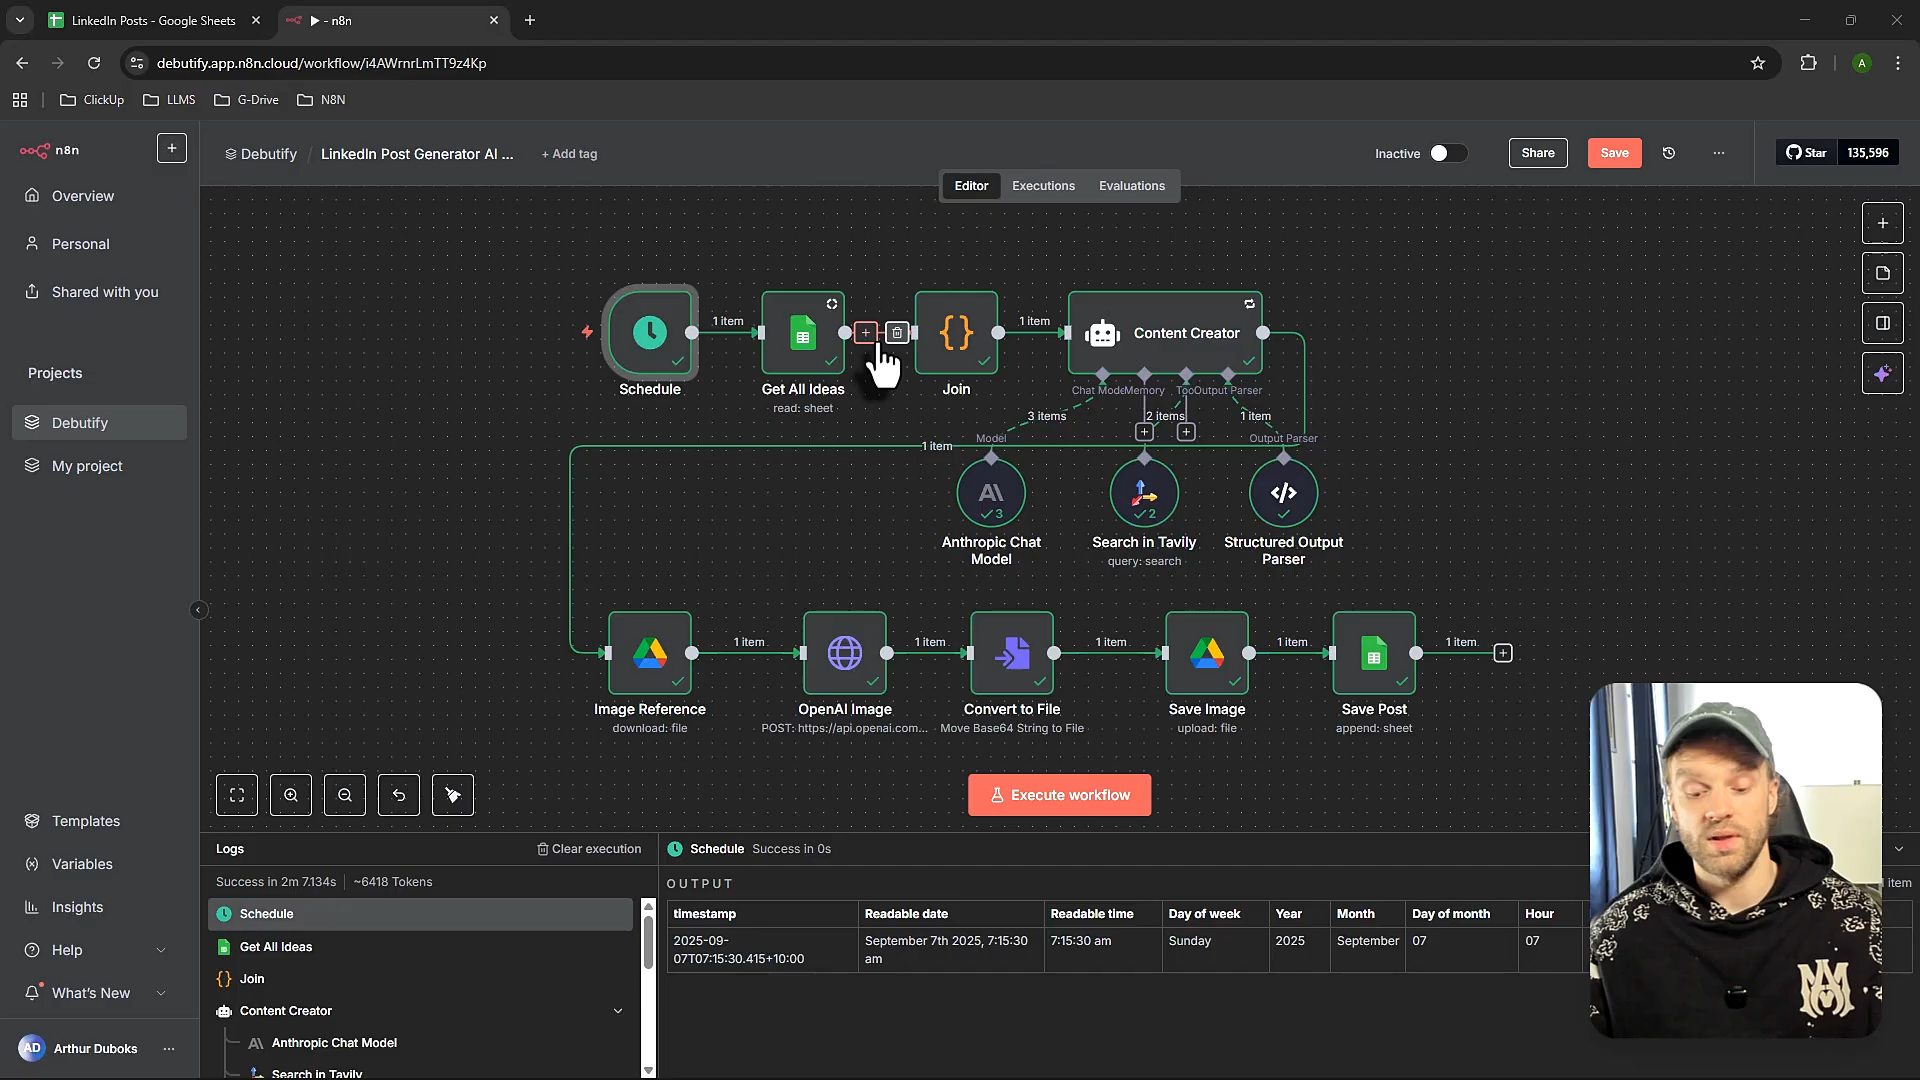 LinkedIn Posts - Google Sheets
▶ - n8n
debutify.app.n8n.cloud/workflow/i4AWrnrLmTT9z4Kp
A
ClickUp
LLMS
G-Drive
N8N
n8n
Debutify / LinkedIn Post Generator AI ...
+ Add tag
Inactive
Share
Save
Star
135,596
Editor
Executions
Evaluations
Overview
Personal
Shared with you
Projects
Debutify
My project
1 item
1 item
Content Creator
Schedule
Get All Ideas
read: sheet
Join
Chat Mode
Memory
Too
Output Parser
3 items
2 items
1 item
1 item
Model
Output Parser
3
2
Anthropic Chat
Model
Search in Tavily
query: search
Structured Output
Parser
1 item
1 item
1 item
1 item
1 item
Image Reference
download: file
OpenAI Image
POST: https://api.openai.com...
Convert to File
Move Base64 String to File
Save Image
upload: file
Save Post
append: sheet
Execute workflow
Templates
Variables
Insights
Help
What's New
AD
Arthur Duboks
Logs
Clear execution
Success in 2m 7.134s
~6418 Tokens
Schedule
Get All Ideas
Join
Content Creator
Anthropic Chat Model
Search in Tavily
Schedule Success in 0s
OUTPUT
1 item
timestamp
Readable date
Readable time
Day of week
Year
Month
Day of month
Hour
2025-09-
07T07:15:30.415+10:00
September 7th 2025, 7:15:30
am
7:15:30 am
Sunday
2025
September
07
07